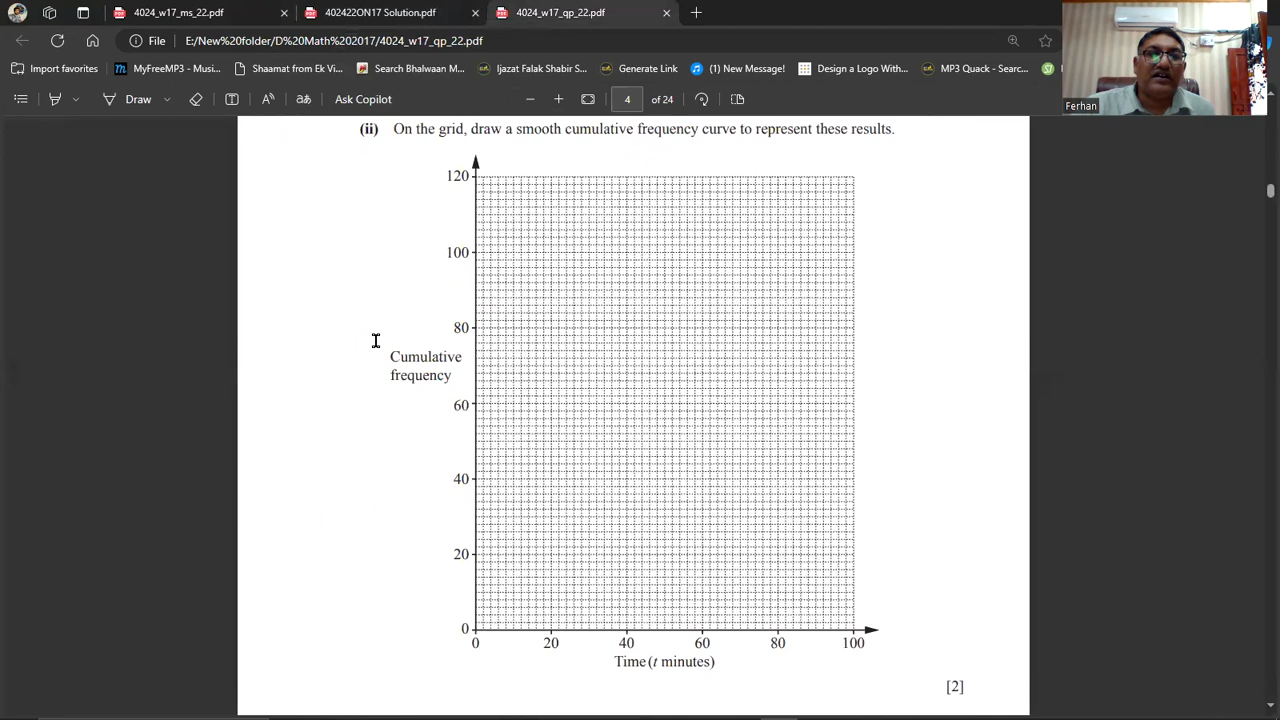 4024_w17_ms_22.pdf
402422ON17 Solution.pdf
4024_w17_qp_22.pdf
File
E:/New%20folder/D%20Math%202017/4024_w17_qp_22.pdf
Import favorites
MyFreeMP3 - Musi...
Shaamat from Ek Vi...
Search Bhalwaan M...
Ijazat Falak Shabir S...
Generate Link
(1) New Message!
Design a Logo With...
MP3 Quack - Searc...
Draw
Ask Copilot
4 of 24
Ferhan
(ii) On the grid, draw a smooth cumulative frequency curve to represent these results.
120
100
80
Cumulative
frequency
60
40
20
0
0 20 40 60 80 100
Time (t minutes)
[2]